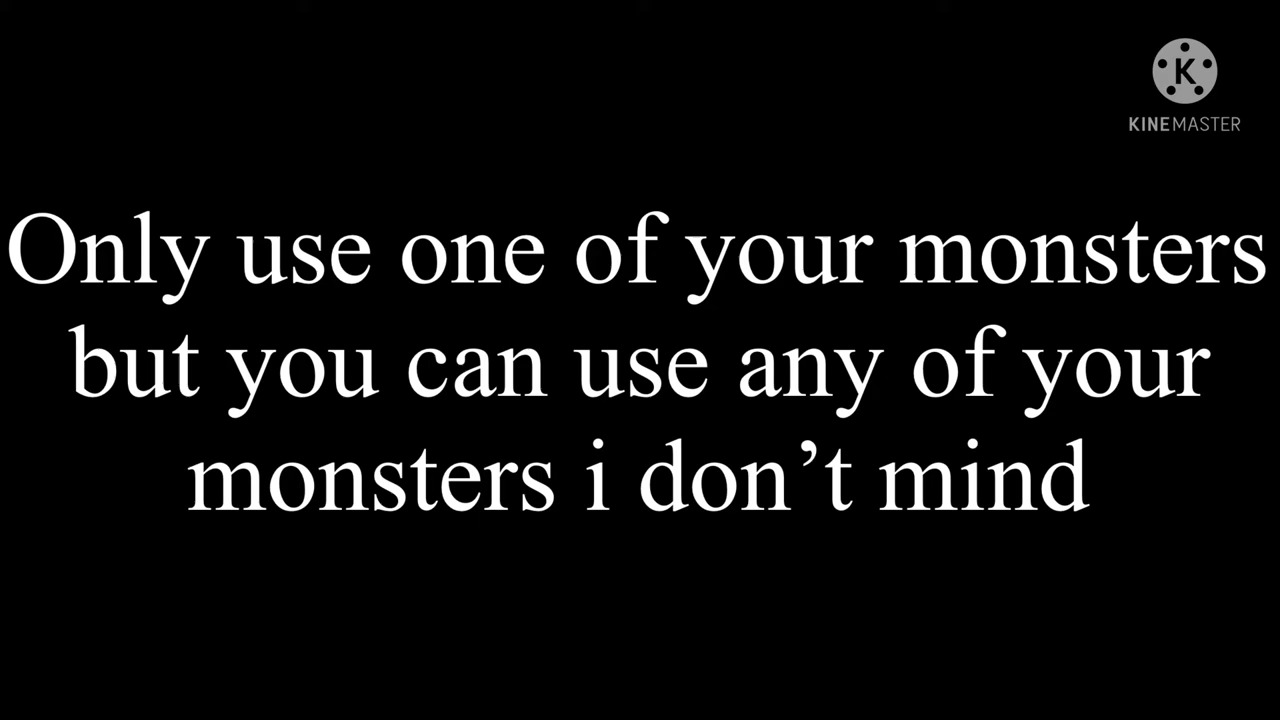 K
KINEMASTER
Only use one of your monsters
but you can use any of your
monsters i don’t mind